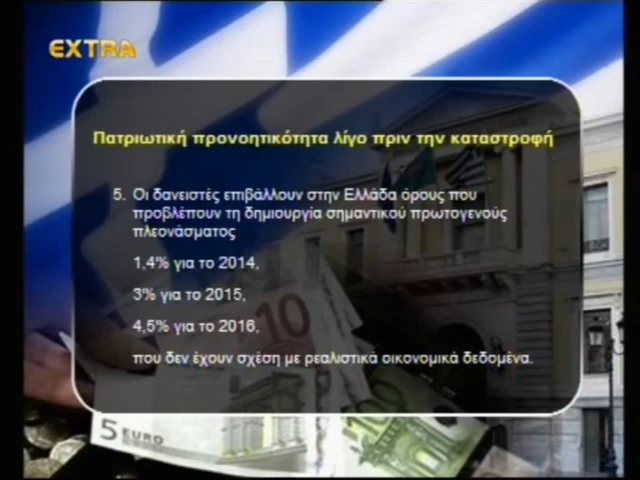 EXTRA
Πατριωτική προνοητικότητα λίγο πριν την καταστροφή
5. Οι δανειστές επιβάλλουν στην Ελλάδα όρους που
προβλέπουν τη δημιουργία σημαντικού πρωτογενούς
πλεονάσματος
1,4% για το 2014,
3% για το 2015,
4,5% για το 2016,
που δεν έχουν σχέση με ρεαλιστικά οικονομικά δεδομένα.
10
5 EURO
100